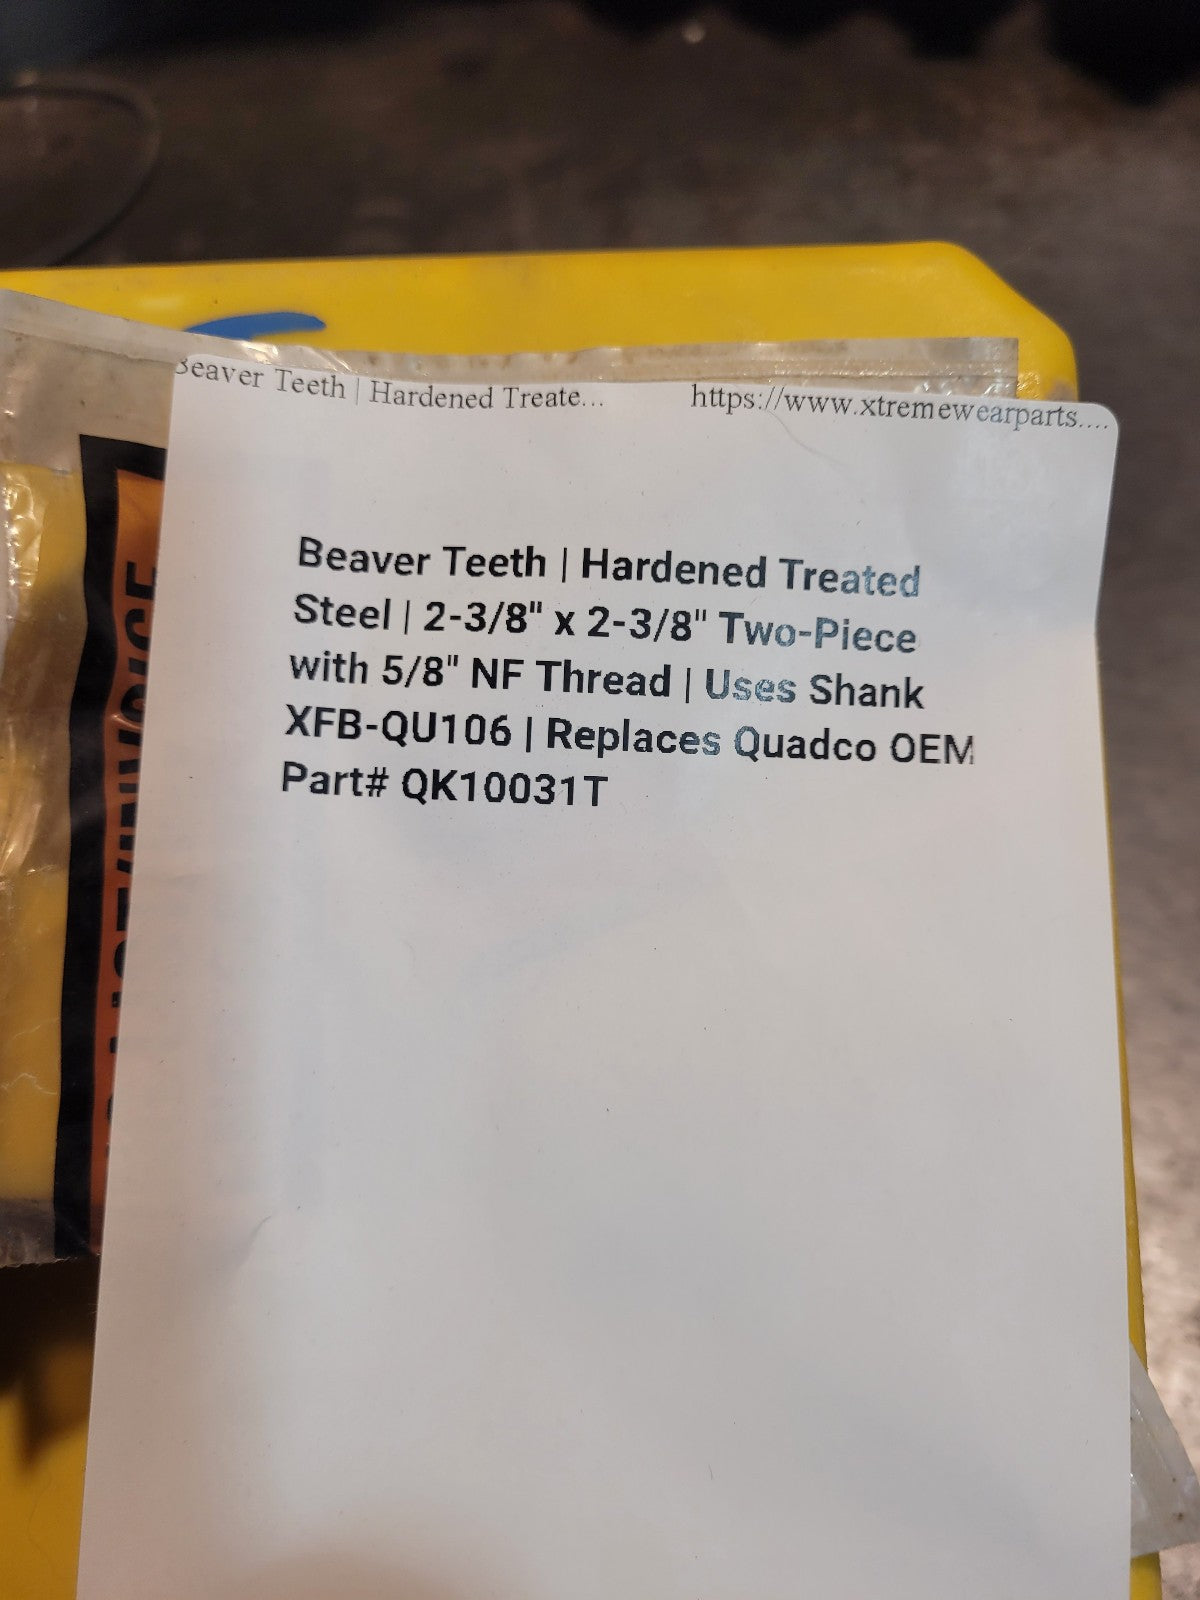 Beaver Teeth | Hardened Treate... https://www.xtremewearparts....
Beaver Teeth | Hardened Treated
Steel | 2-3/8" x 2-3/8" Two-Piece
with 5/8" NF Thread | Uses Shank
XFB-QU106 | Replaces Quadco OEM
Part# QK10031T